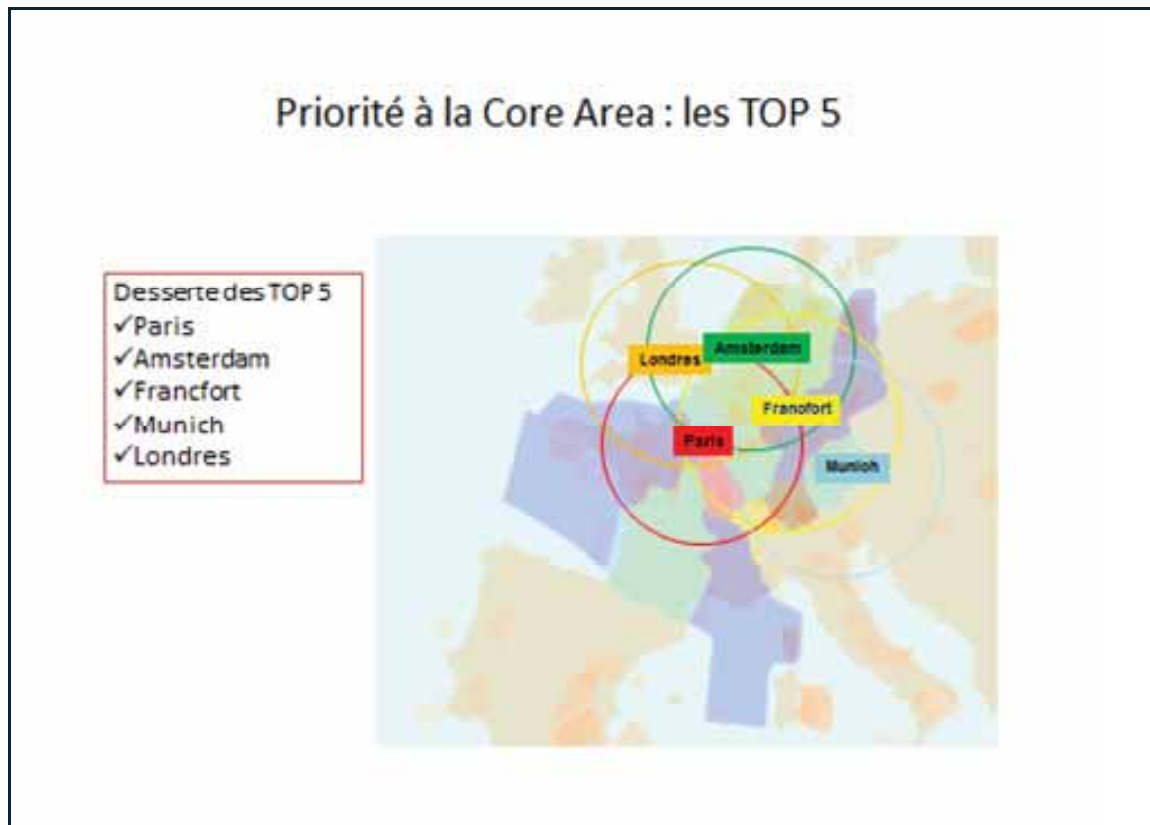 Priorité à la Core Area : les TOP 5
Desserte des TOP 5
✓Paris
✓Amsterdam
✓Francfort
✓Munich
✓Londres
Amsterdam
Londres
Francfort
Paris
Munich